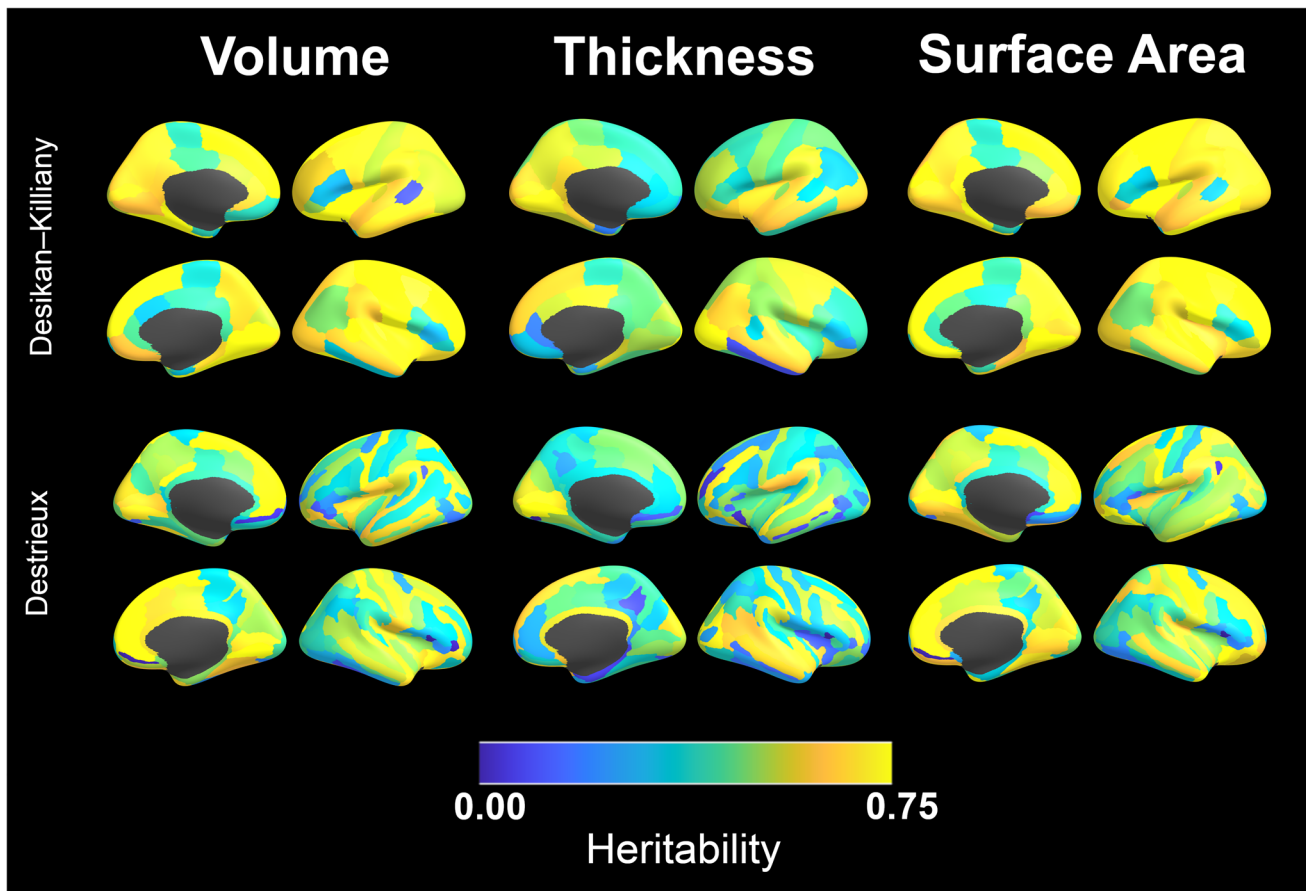 Volume Thickness Surface Area
Desikan–Killiany
Destrieux
0.00 0.75
Heritability